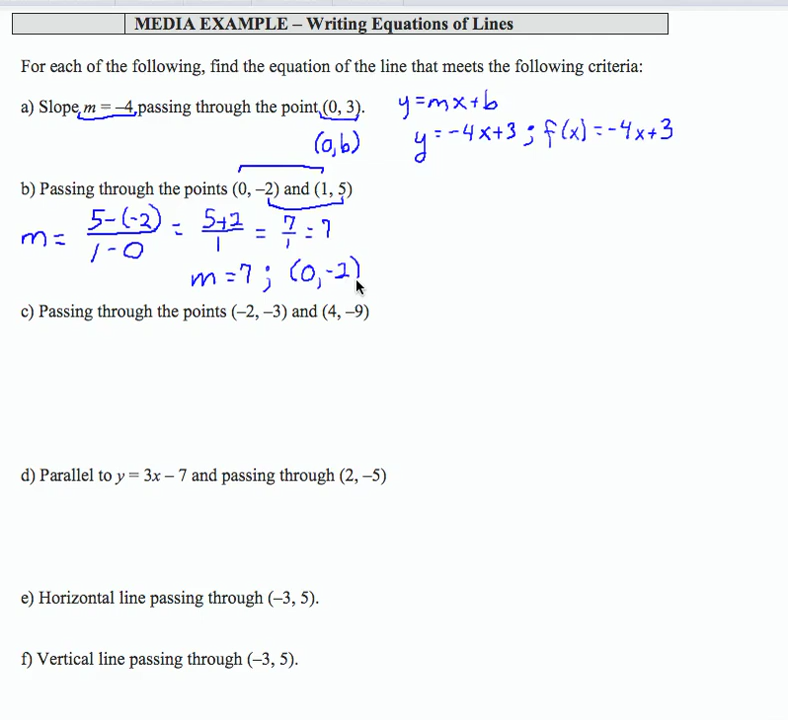 MEDIA EXAMPLE – Writing Equations of Lines
For each of the following, find the equation of the line that meets the following criteria:
a) Slope m = –4, passing through the point (0, 3). y=mx+b
(0,b) y=-4x+3; f(x)=-4x+3
b) Passing through the points (0, –2) and (1, 5)
m= 5-(-2)/1-0 = 5+2/1 = 7/1 = 7
m=7; (0,-2)
c) Passing through the points (–2, –3) and (4, –9)
d) Parallel to y = 3x – 7 and passing through (2, –5)
e) Horizontal line passing through (–3, 5).
f) Vertical line passing through (–3, 5).